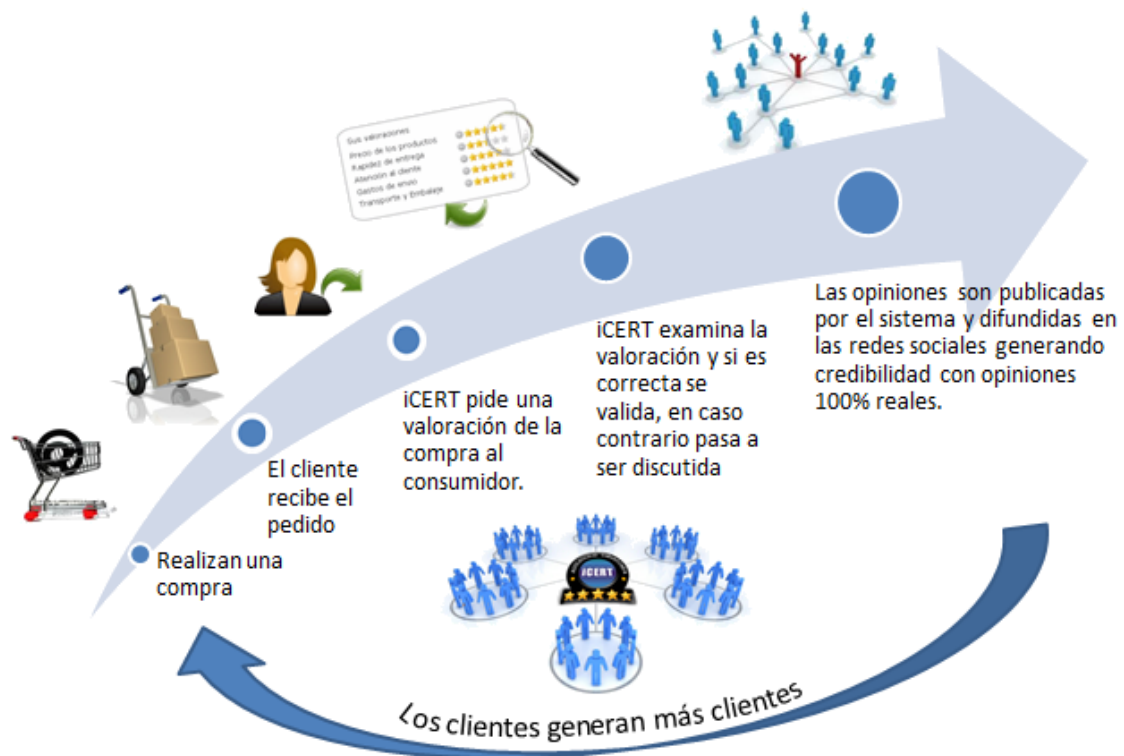 Sus valoraciones
Precio de los productos
Rapidez de entrega
Atención al cliente
Gastos de envio
Transporte y Embalaje
Realizan una
compra
El cliente
recibe el
pedido
iCERT pide una
valoración de la
compra al
consumidor.
iCERT examina la
valoración y si es
correcta se
valida, en caso
contrario pasa a
ser discutida
Las opiniones son publicadas
por el sistema y difundidas en
las redes sociales generando
credibilidad con opiniones
100% reales.
iCERT
Los clientes generan más clientes